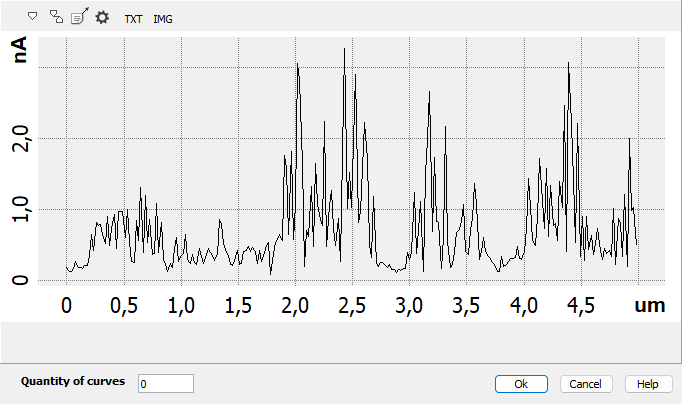 TXT IMG
nA
2,0
1,0
0
0 0,5 1,0 1,5 2,0 2,5 3,0 3,5 4,0 4,5 um
Quantity of curves 0 Ok Cancel Help